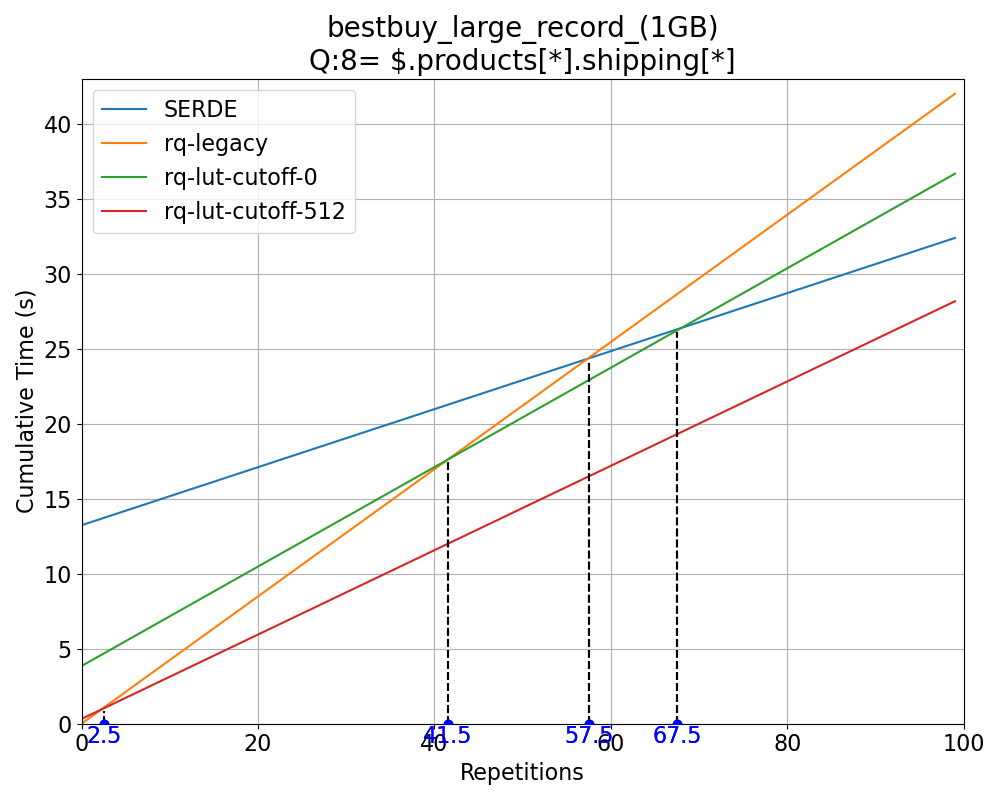 bestbuy_large_record_(1GB)
Q:8= $.products[*].shipping[*]
SERDE
rq-legacy
rq-lut-cutoff-0
rq-lut-cutoff-512
Cumulative Time (s)
40
35
30
25
20
15
10
5
0
0 20 40 60 80 100
2.5 41.5 57.5 67.5
Repetitions